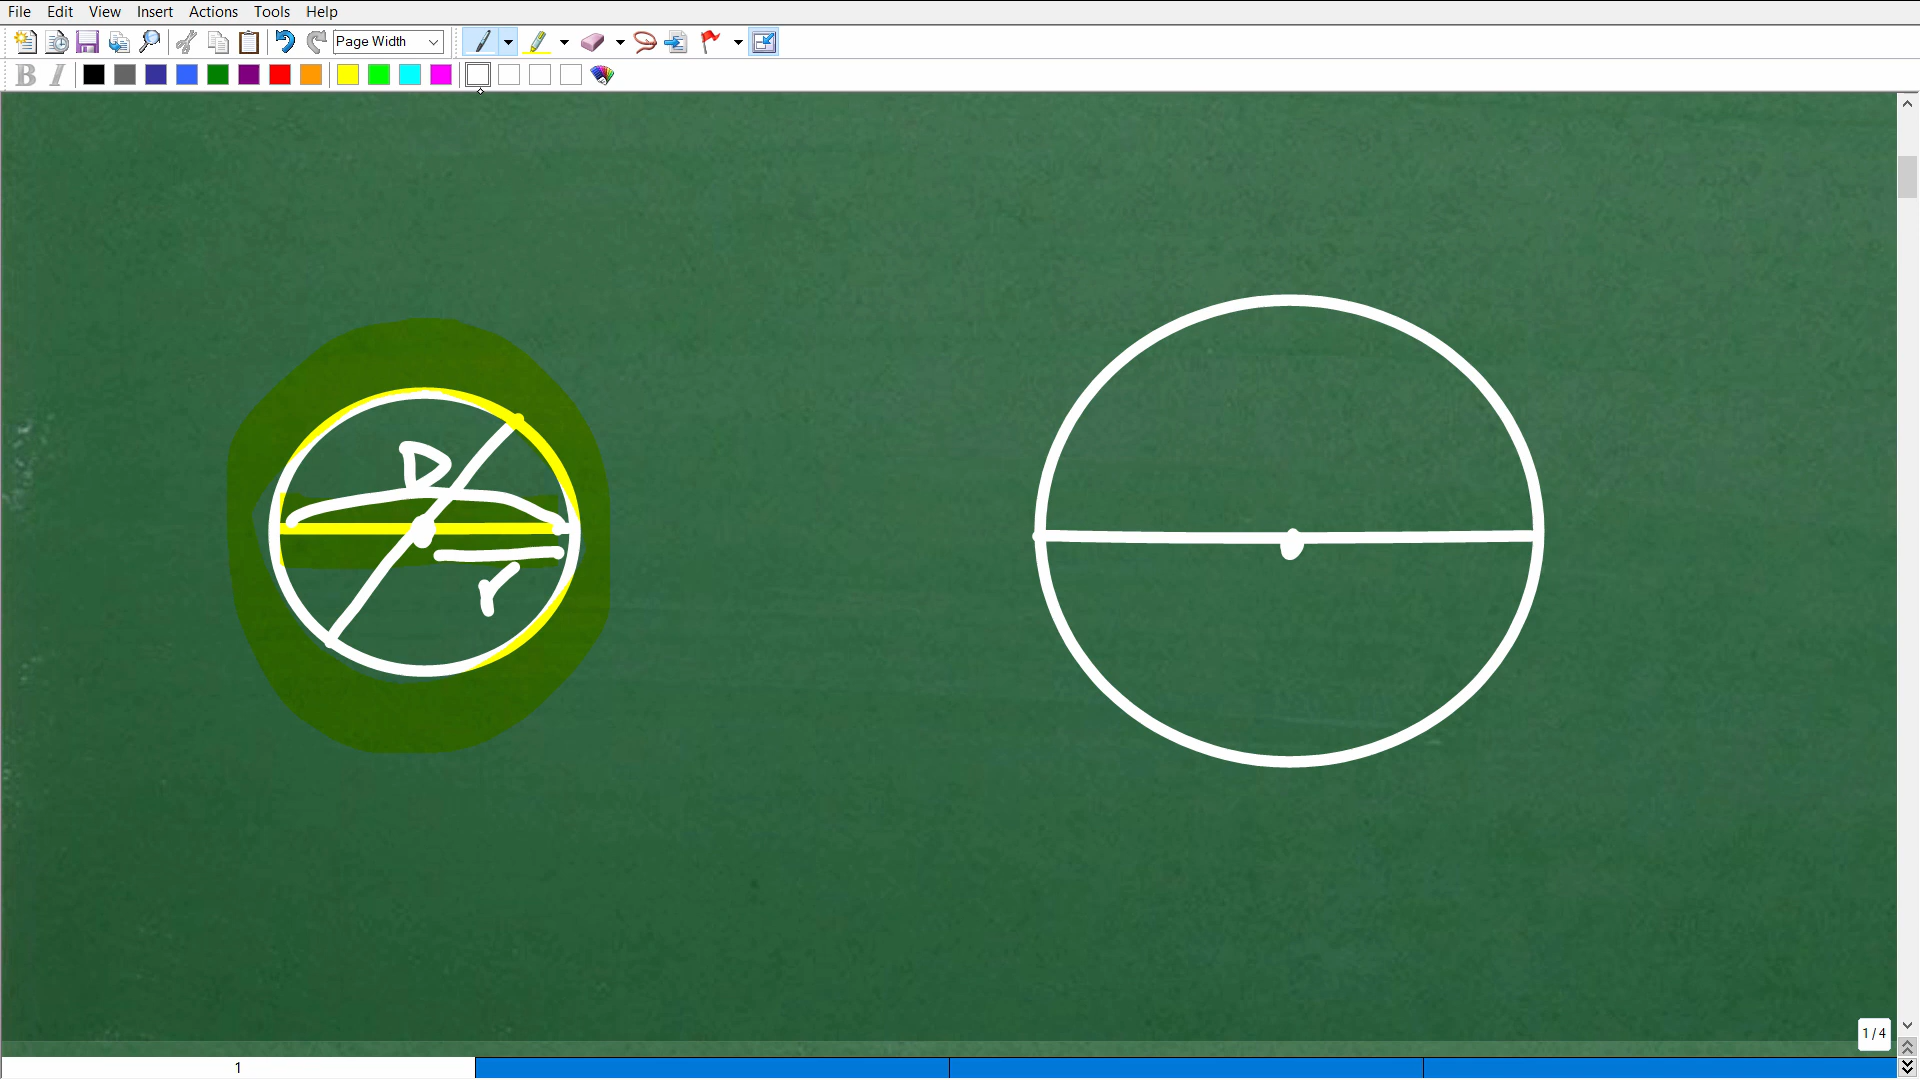 File Edit View Insert Actions Tools Help
Page Width
B I
D
r
1 / 4
1